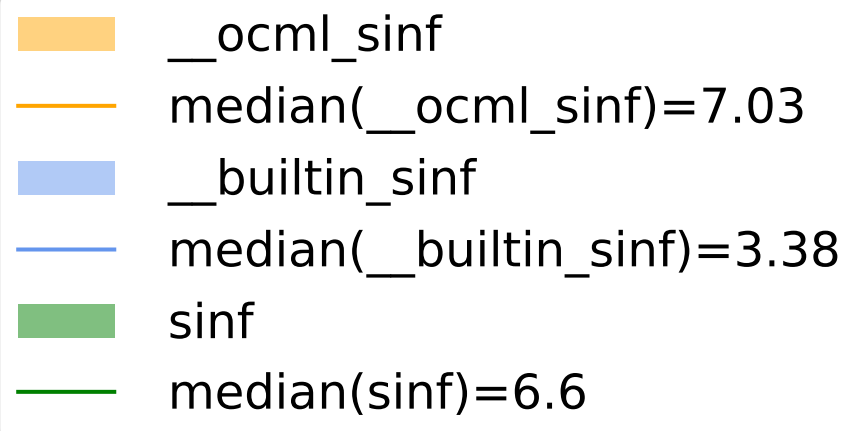 __ocml_sinf
median(__ocml_sinf)=7.03
__builtin_sinf
median(__builtin_sinf)=3.38
sinf
median(sinf)=6.6